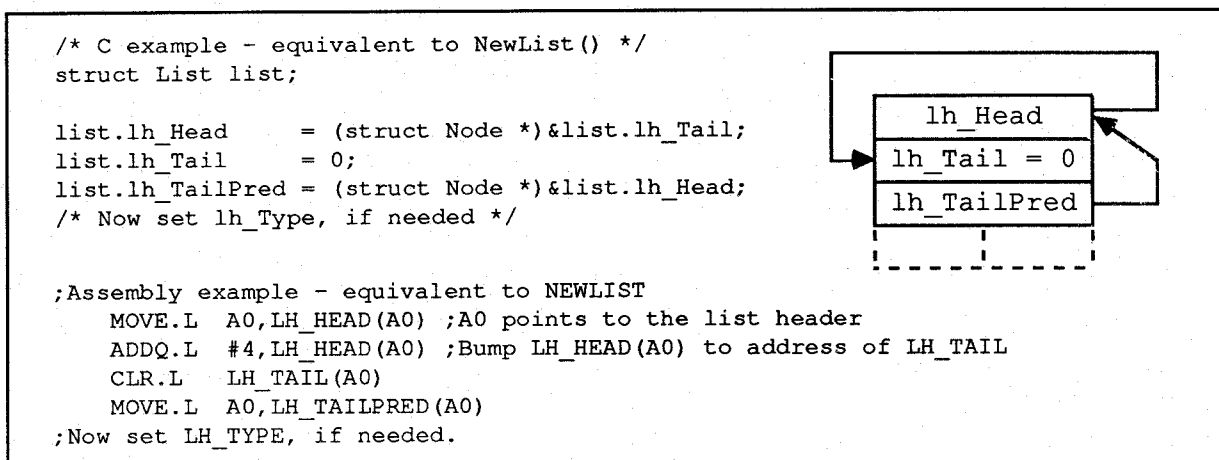 /* C example - equivalent to NewList() */
struct List list;
list.lh_Head = (struct Node *)&list.lh_Tail;
list.lh_Tail = 0;
list.lh_TailPred = (struct Node *)&list.lh_Head;
/* Now set lh_Type, if needed */
lh_Head
lh_Tail = 0
lh_TailPred
;Assembly example - equivalent to NEWLIST
MOVE.L A0,LH_HEAD(A0) ;A0 points to the list header
ADDQ.L #4,LH_HEAD(A0) ;Bump LH_HEAD(A0) to address of LH_TAIL
CLR.L LH_TAIL(A0)
MOVE.L A0,LH_TAILPRED(A0)
;Now set LH_TYPE, if needed.